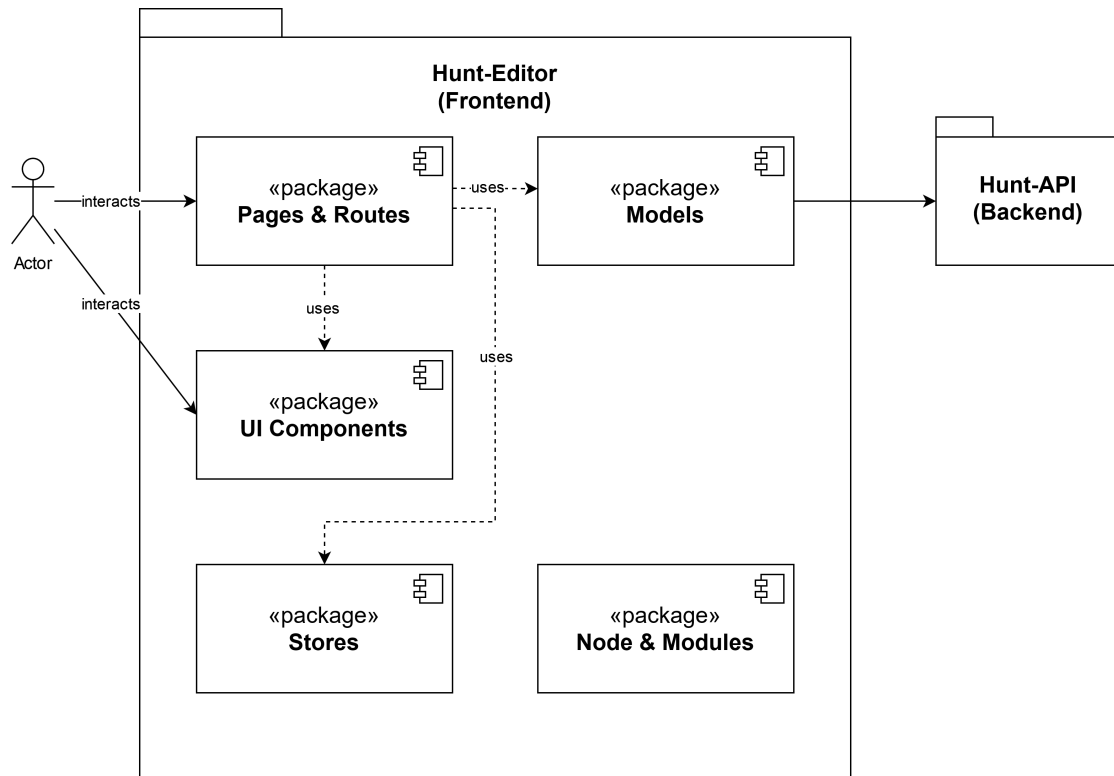 Hunt-Editor
(Frontend)
«package»
Pages & Routes
uses
«package»
Models
Hunt-API
(Backend)
interacts
Actor
interacts
uses
uses
«package»
UI Components
«package»
Stores
«package»
Node & Modules